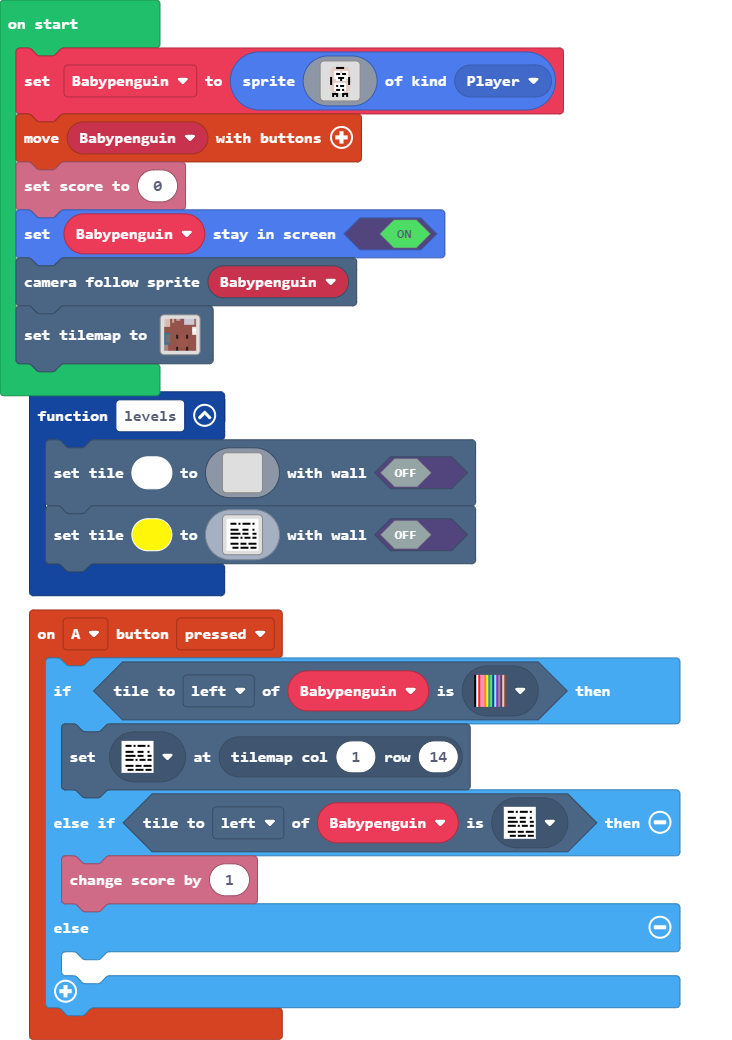 on start
set Babypenguin to sprite of kind Player
move Babypenguin with buttons
set score to 0
set Babypenguin stay in screen ON
camera follow sprite Babypenguin
set tilemap to
function levels
set tile to with wall OFF
set tile to with wall OFF
on A button pressed
if tile to left of Babypenguin is then
set at tilemap col 1 row 14
else if tile to left of Babypenguin is then
change score by 1
else